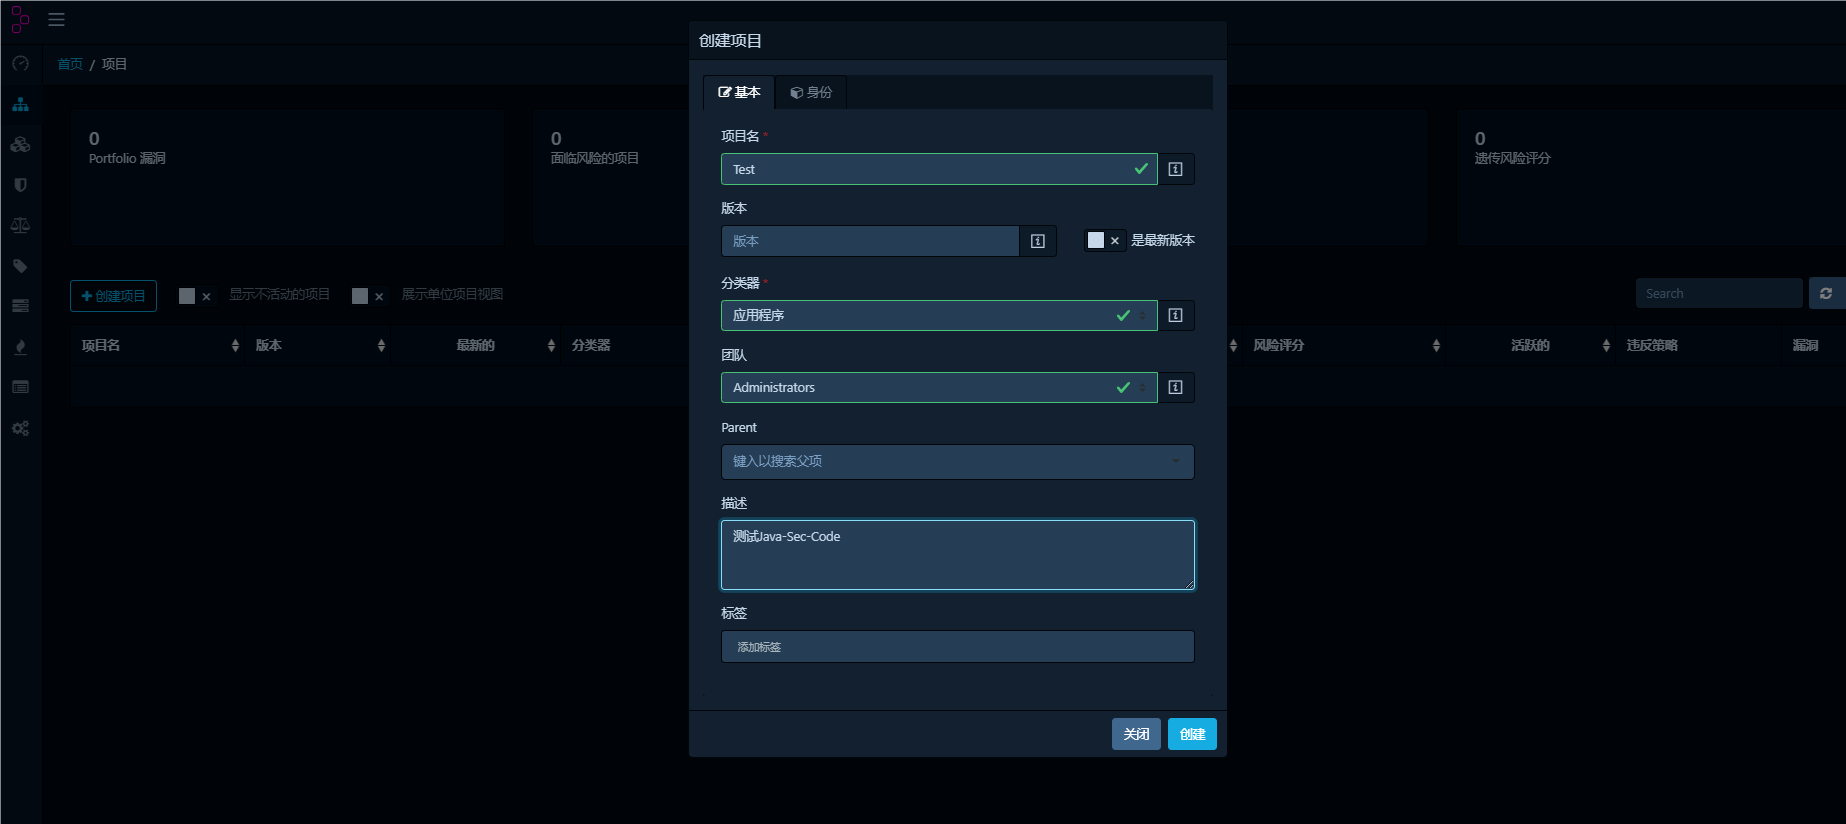 首页 / 项目
0
Portfolio 漏洞
0
面临风险的项目
0
遗传风险评分
创建项目
显示不活动的项目
展示单位项目视图
Search
项目名
版本
最新的
分类器
风险评分
活跃的
违反策略
漏洞
创建项目
基本
身份
项目名 *
Test
版本
版本
是最新版本
分类器 *
应用程序
团队
Administrators
Parent
键入以搜索父项
描述
测试Java-Sec-Code
标签
添加标签
关闭
创建